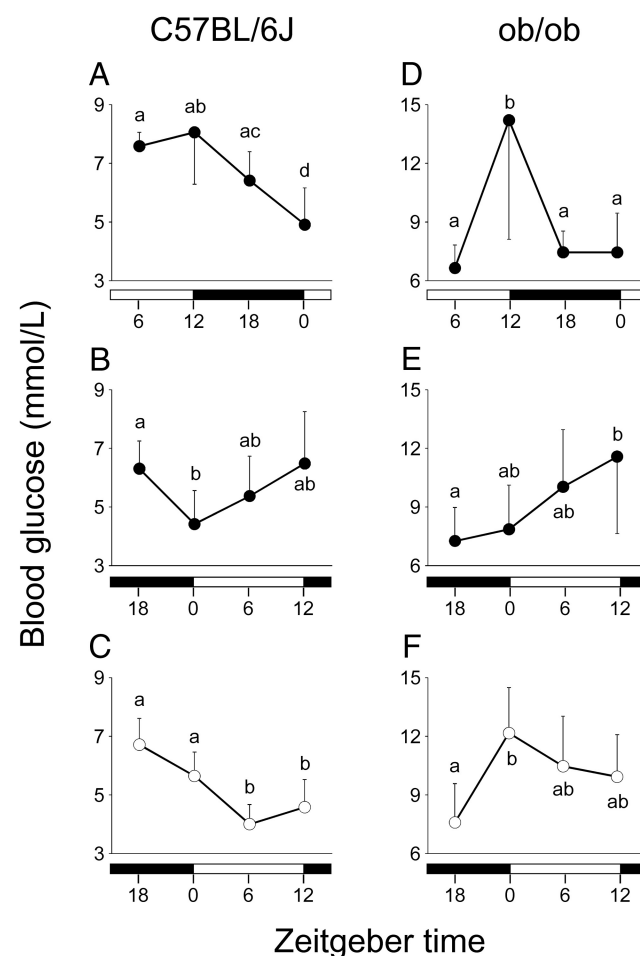 C57BL/6J ob/ob
A D
9 a ab ac d 15 b a a a
7 12
5 9
3 6
6 12 18 0 6 12 18 0
B E
9 a b ab ab 15 a ab ab b
7 12
5 9
3 6
18 0 6 12 18 0 6 12
C F
9 a a b b 15 a b ab ab
7 12
5 9
3 6
18 0 6 12 18 0 6 12
Blood glucose (mmol/L)
Zeitgeber time